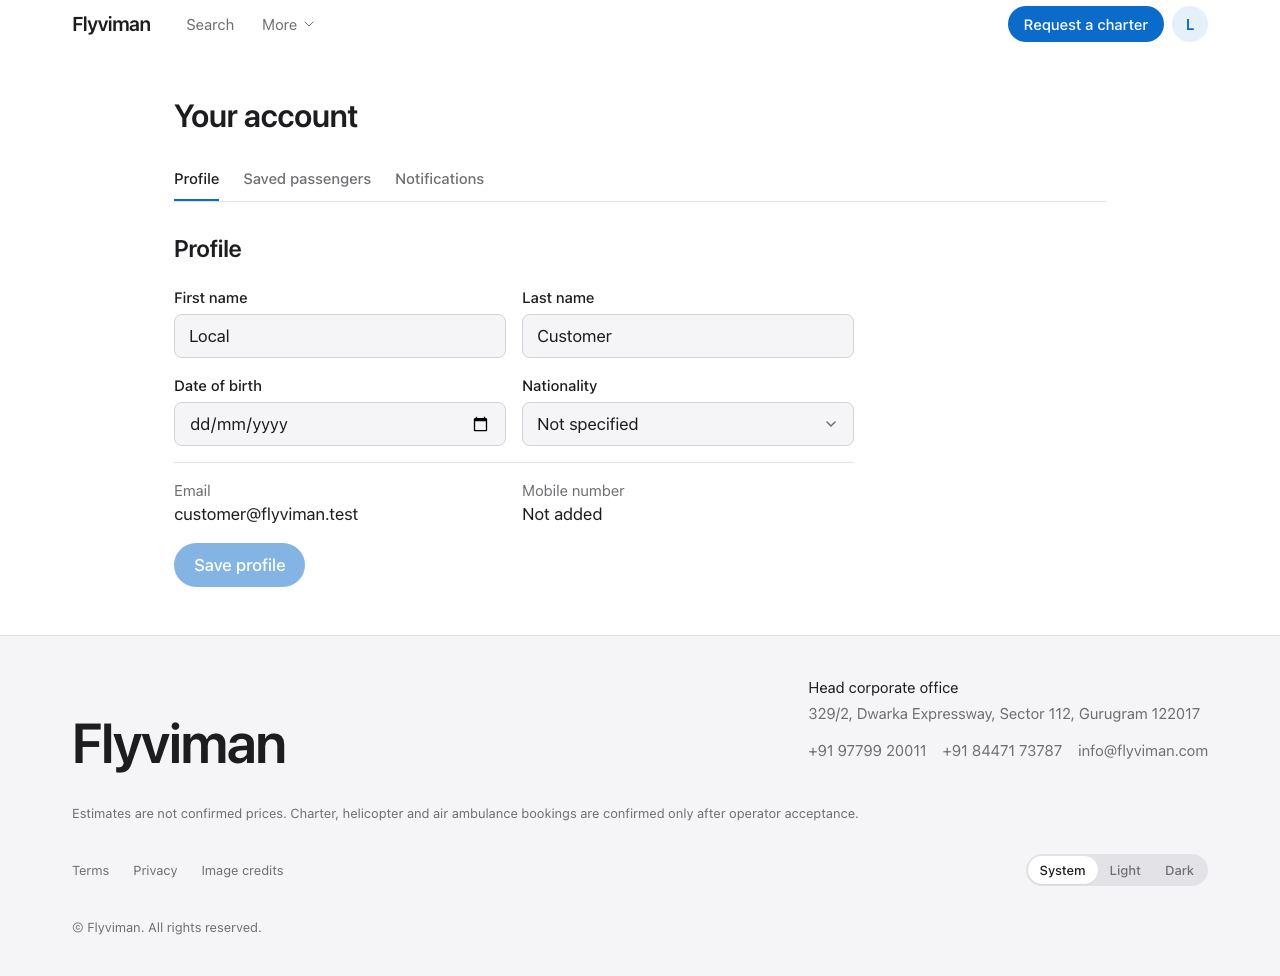 Flyviman Search More Request a charter L
Your account
Profile Saved passengers Notifications
Profile
First name Last name
Local Customer
Date of birth Nationality
dd/mm/yyyy Not specified
Email Mobile number
customer@flyviman.test Not added
Save profile
Head corporate office
329/2, Dwarka Expressway, Sector 112, Gurugram 122017
Flyviman
+91 97799 20011 +91 84471 73787 info@flyviman.com
Estimates are not confirmed prices. Charter, helicopter and air ambulance bookings are confirmed only after operator acceptance.
Terms Privacy Image credits System Light Dark
© Flyviman. All rights reserved.